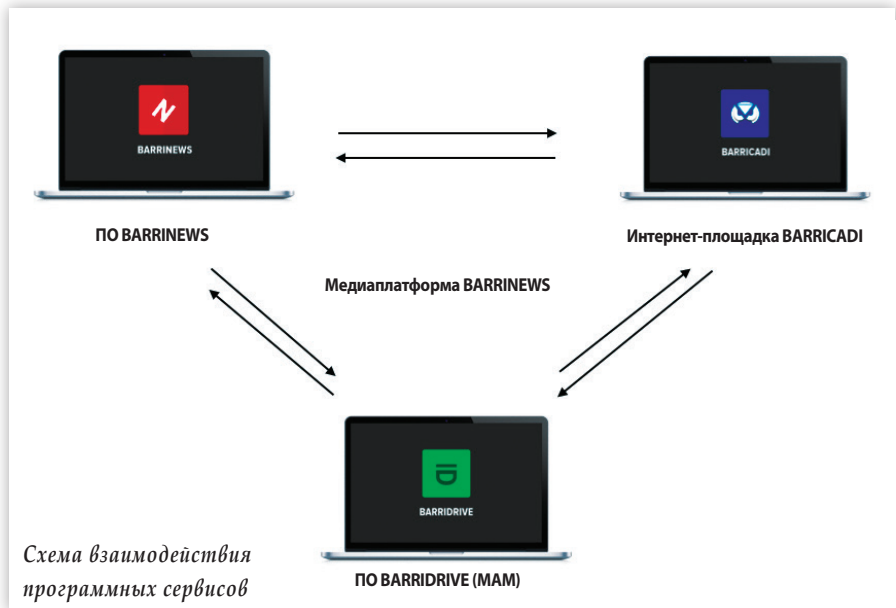 BARRINEWS
BARRICADI
ПО BARRINEWS
Интернет-площадка BARRICADI
Медиаплатформа BARRINEWS
BARRIDRIVE
Схема взаимодействия
программных сервисов
ПО BARRIDRIVE (MAM)